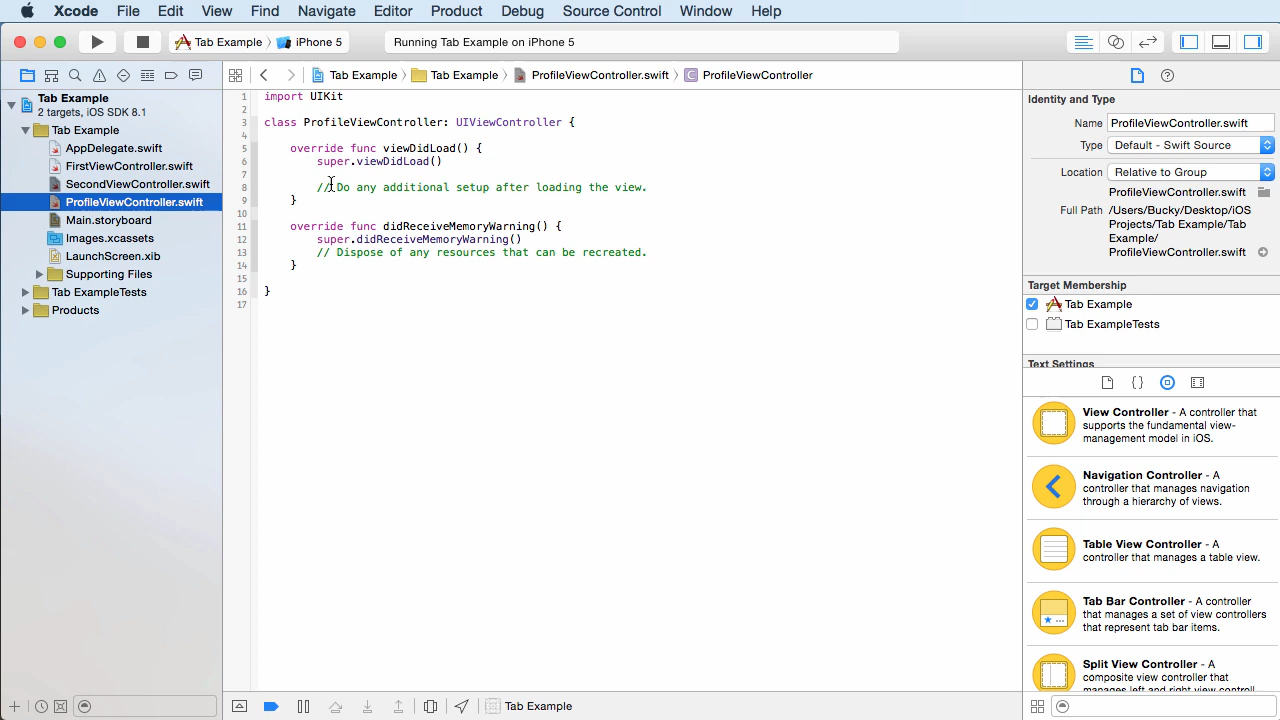 Xcode File Edit View Find Navigate Editor Product Debug Source Control Window Help
Tab Example iPhone 5
Running Tab Example on iPhone 5
Tab Example
2 targets, iOS SDK 8.1
Tab Example
AppDelegate.swift
FirstViewController.swift
SecondViewController.swift
ProfileViewController.swift
Main.storyboard
Images.xcassets
LaunchScreen.xib
Supporting Files
Tab ExampleTests
Products
Tab Example Tab Example ProfileViewController.swift C ProfileViewController
1 import UIKit
2
3 class ProfileViewController: UIViewController {
4
5 override func viewDidLoad() {
6 super.viewDidLoad()
7
8 // Do any additional setup after loading the view.
9 }
10
11 override func didReceiveMemoryWarning() {
12 super.didReceiveMemoryWarning()
13 // Dispose of any resources that can be recreated.
14 }
15
16 }
17
Tab Example
Identity and Type
Name ProfileViewController.swift
Type Default - Swift Source
Location Relative to Group
ProfileViewController.swift
Full Path /Users/Bucky/Desktop/iOS
Projects/Tab Example/Tab
Example/
ProfileViewController.swift
Target Membership
Tab Example
Tab ExampleTests
Text Settings
View Controller - A controller that
supports the fundamental view-
management model in iOS.
Navigation Controller - A
controller that manages navigation
through a hierarchy of views.
Table View Controller - A
controller that manages a table view.
Tab Bar Controller - A controller
that manages a set of view controllers
that represent tab bar items.
Split View Controller - A
composite view controller that
manages left and right view controll